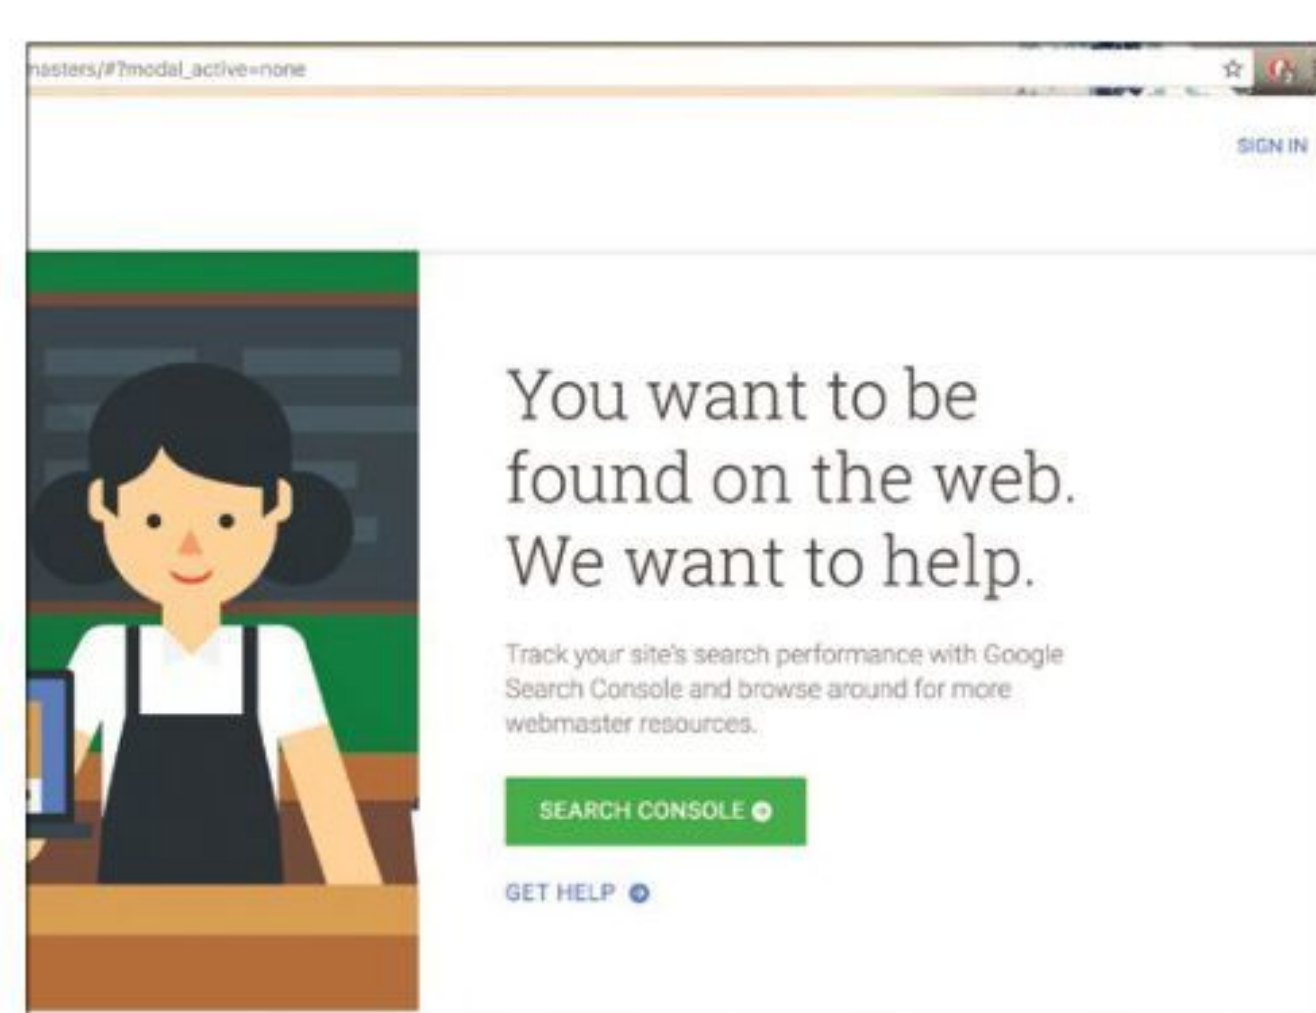 masters/#?modal_active=none
SIGN IN
You want to be
found on the web.
We want to help.
Track your site's search performance with Google
Search Console and browse around for more
webmaster resources.
SEARCH CONSOLE
GET HELP